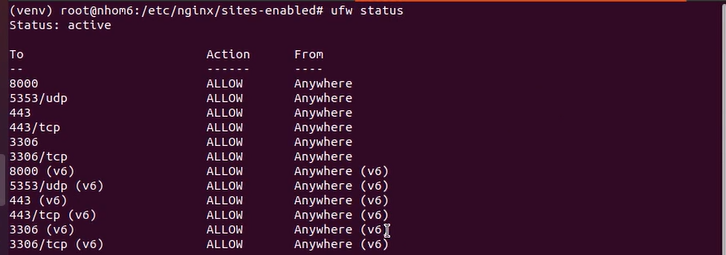 (venv) root@nhom6:/etc/nginx/sites-enabled# ufw status
Status: active
To Action From
-- ------ ----
8000 ALLOW Anywhere
5353/udp ALLOW Anywhere
443 ALLOW Anywhere
443/tcp ALLOW Anywhere
3306 ALLOW Anywhere
3306/tcp ALLOW Anywhere
8000 (v6) ALLOW Anywhere (v6)
5353/udp (v6) ALLOW Anywhere (v6)
443 (v6) ALLOW Anywhere (v6)
443/tcp (v6) ALLOW Anywhere (v6)
3306 (v6) ALLOW Anywhere (v6)
3306/tcp (v6) ALLOW Anywhere (v6)